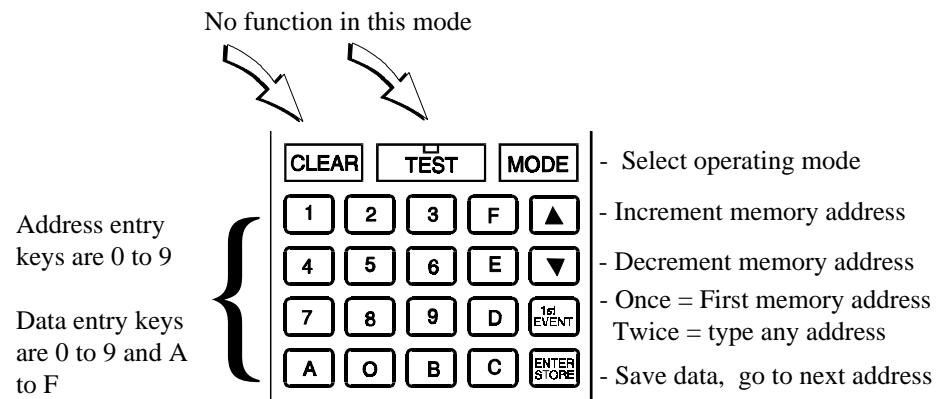 No function in this mode
CLEAR TEST MODE - Select operating mode
1 2 3 F ▲ - Increment memory address
Address entry
keys are 0 to 9
4 5 6 E ▼ - Decrement memory address
7 8 9 D 1st EVENT - Once = First memory address
Twice = type any address
Data entry keys
are 0 to 9 and A
to F
A O B C ENTER STORE - Save data, go to next address